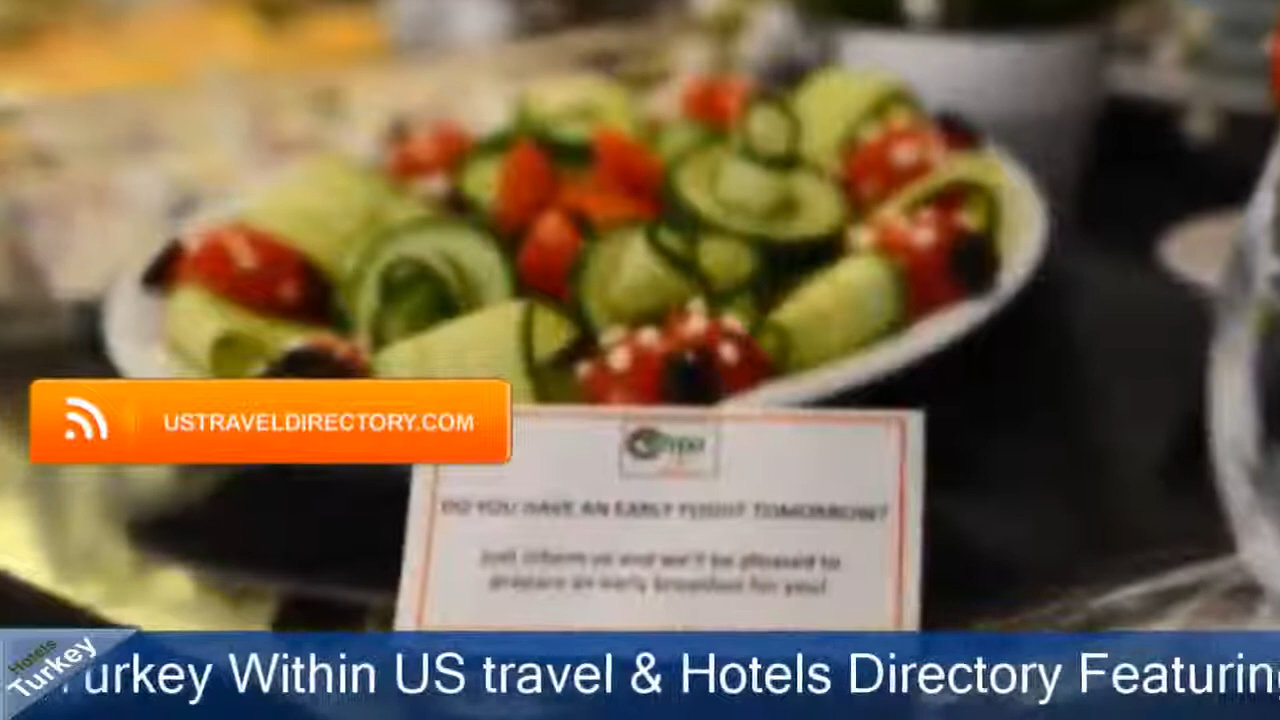 USTRAVELDIRECTORY.COM
DO YOU HAVE AN EARLY FLIGHT TOMORROW?
Just inform us and we'll be pleased to
prepare an early breakfast for you!
Hotels
Turkey
Turkey Within US travel & Hotels Directory Featuring